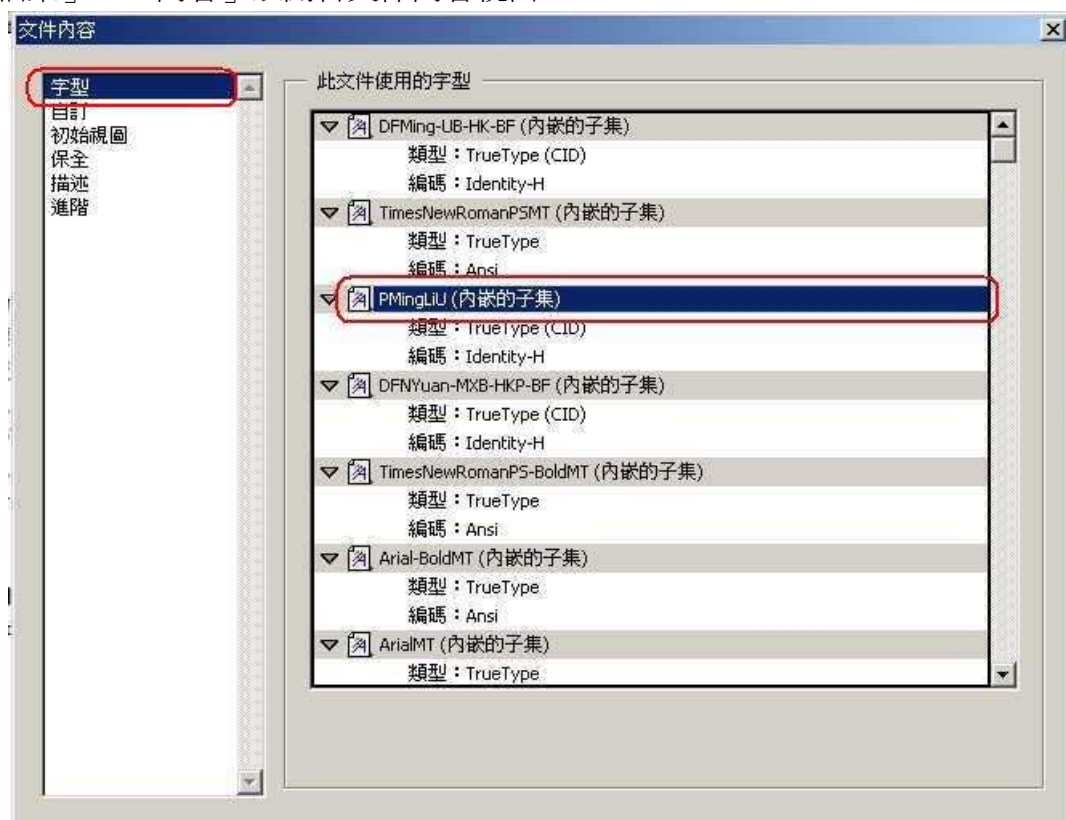 文件內容
字型
自訂
初始視圖
保全
描述
進階
此文件使用的字型
DFMing-UB-HK-BF (內嵌的子集)
類型：TrueType (CID)
編碼：Identity-H
TimesNewRomanPSMT (內嵌的子集)
類型：TrueType
編碼：Ansi
PMingLiU (內嵌的子集)
類型：TrueType (CID)
編碼：Identity-H
DFNYuan-MXB-HKP-BF (內嵌的子集)
類型：TrueType (CID)
編碼：Identity-H
TimesNewRomanPS-BoldMT (內嵌的子集)
類型：TrueType
編碼：Ansi
Arial-BoldMT (內嵌的子集)
類型：TrueType
編碼：Ansi
ArialMT (內嵌的子集)
類型：TrueType